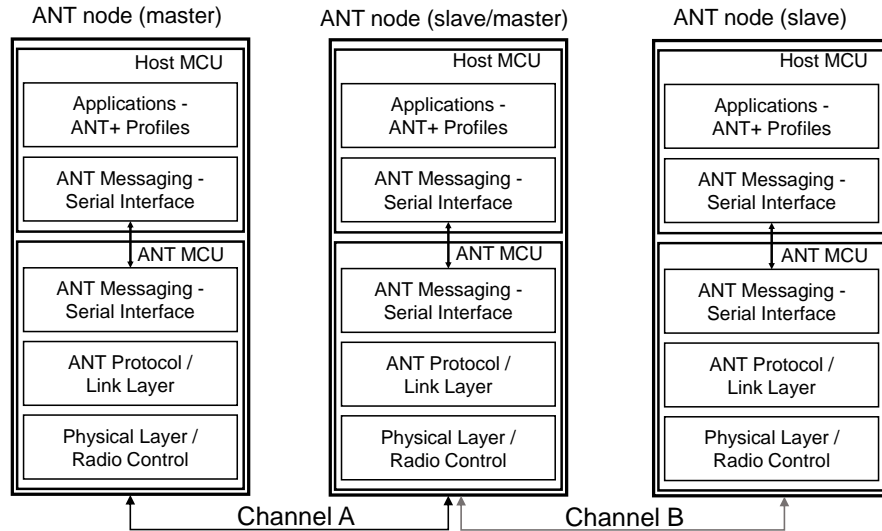 ANT node (master)
Host MCU
Applications -
ANT+ Profiles
ANT Messaging -
Serial Interface
ANT MCU
ANT Messaging -
Serial Interface
ANT Protocol /
Link Layer
Physical Layer /
Radio Control
ANT node (slave/master)
Host MCU
Applications -
ANT+ Profiles
ANT Messaging -
Serial Interface
ANT MCU
ANT Messaging -
Serial Interface
ANT Protocol /
Link Layer
Physical Layer /
Radio Control
ANT node (slave)
Host MCU
Applications -
ANT+ Profiles
ANT Messaging -
Serial Interface
ANT MCU
ANT Messaging -
Serial Interface
ANT Protocol /
Link Layer
Physical Layer /
Radio Control
Channel A
Channel B